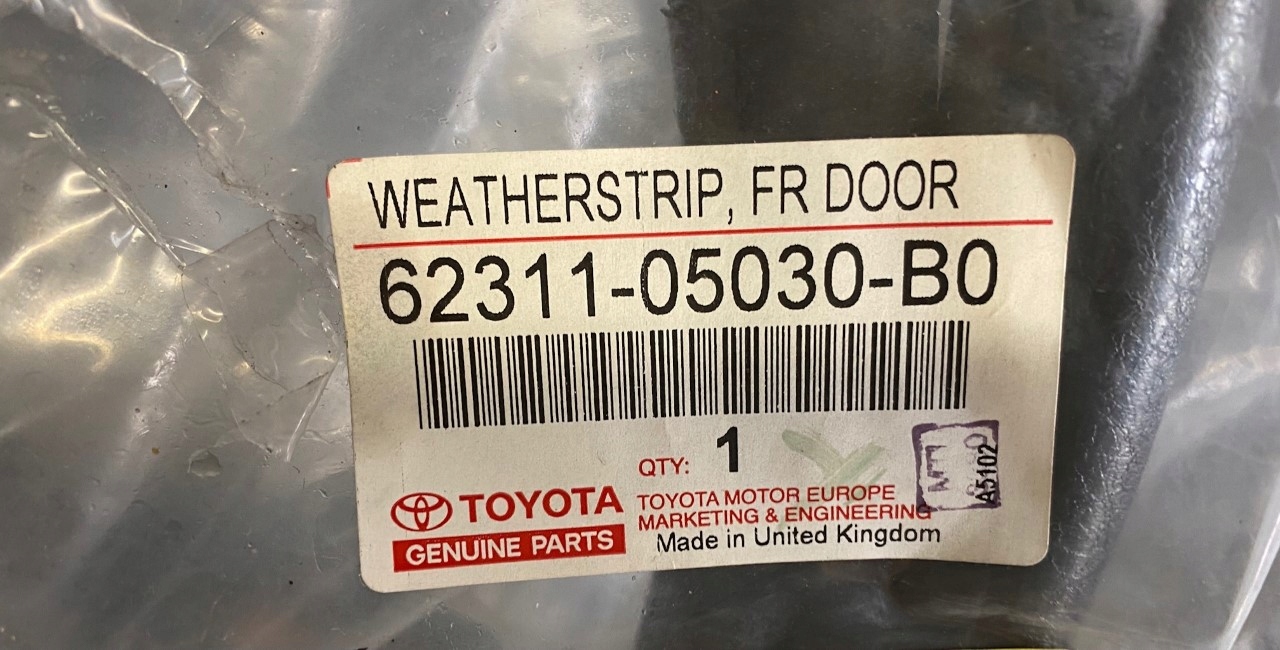 WEATHERSTRIP, FR DOOR
62311-05030-B0
QTY: 1
TOYOTA
GENUINE PARTS
TOYOTA MOTOR EUROPE
MARKETING & ENGINEERING
Made in United Kingdom
A5102